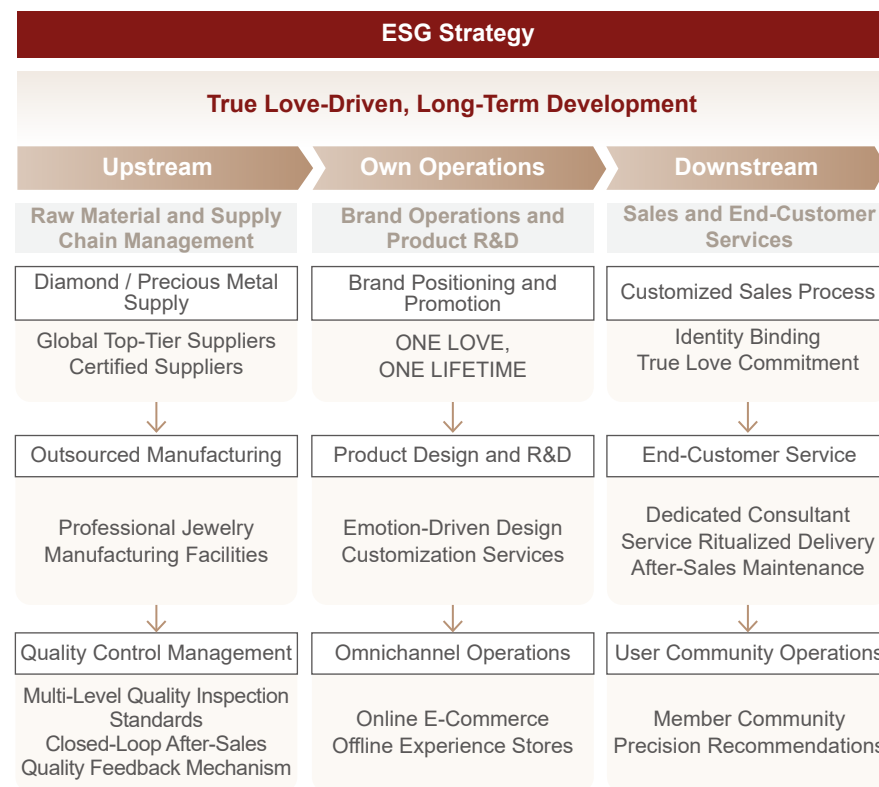 ESG Strategy
True Love-Driven, Long-Term Development
Upstream
Own Operations
Downstream
Raw Material and Supply
Chain Management
Brand Operations and
Product R&D
Sales and End-Customer
Services
Diamond / Precious Metal
Supply
Brand Positioning and
Promotion
Customized Sales Process
Global Top-Tier Suppliers
Certified Suppliers
ONE LOVE,
ONE LIFETIME
Identity Binding
True Love Commitment
Outsourced Manufacturing
Product Design and R&D
End-Customer Service
Professional Jewelry
Manufacturing Facilities
Emotion-Driven Design
Customization Services
Dedicated Consultant
Service Ritualized Delivery
After-Sales Maintenance
Quality Control Management
Omnichannel Operations
User Community Operations
Multi-Level Quality Inspection
Standards
Closed-Loop After-Sales
Quality Feedback Mechanism
Online E-Commerce
Offline Experience Stores
Member Community
Precision Recommendations